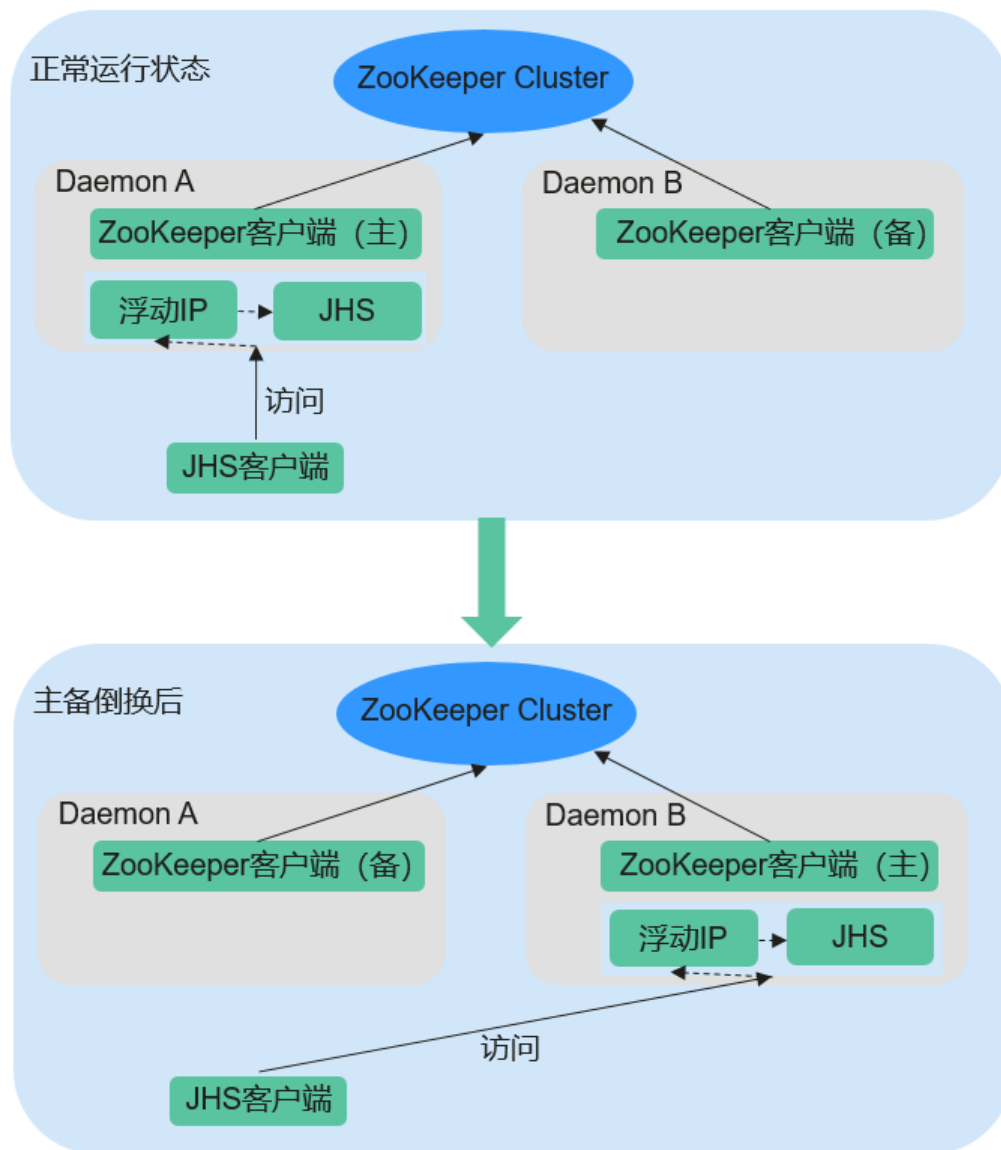 正常运行状态
ZooKeeper Cluster
Daemon A
Daemon B
ZooKeeper客户端（主）
ZooKeeper客户端（备）
浮动IP
JHS
访问
JHS客户端
主备倒换后
ZooKeeper Cluster
Daemon A
Daemon B
ZooKeeper客户端（备）
ZooKeeper客户端（主）
浮动IP
JHS
访问
JHS客户端